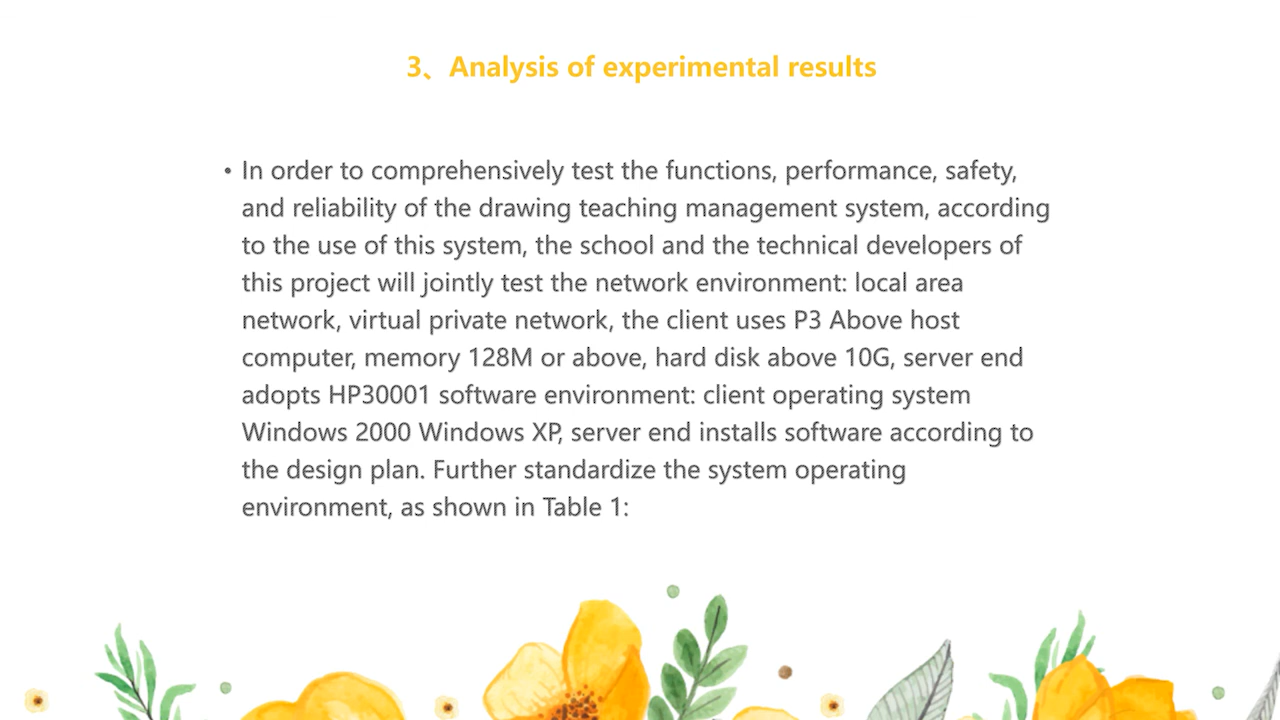 3、Analysis of experimental results
• In order to comprehensively test the functions, performance, safety,
and reliability of the drawing teaching management system, according
to the use of this system, the school and the technical developers of
this project will jointly test the network environment: local area
network, virtual private network, the client uses P3 Above host
computer, memory 128M or above, hard disk above 10G, server end
adopts HP30001 software environment: client operating system
Windows 2000 Windows XP, server end installs software according to
the design plan. Further standardize the system operating
environment, as shown in Table 1: